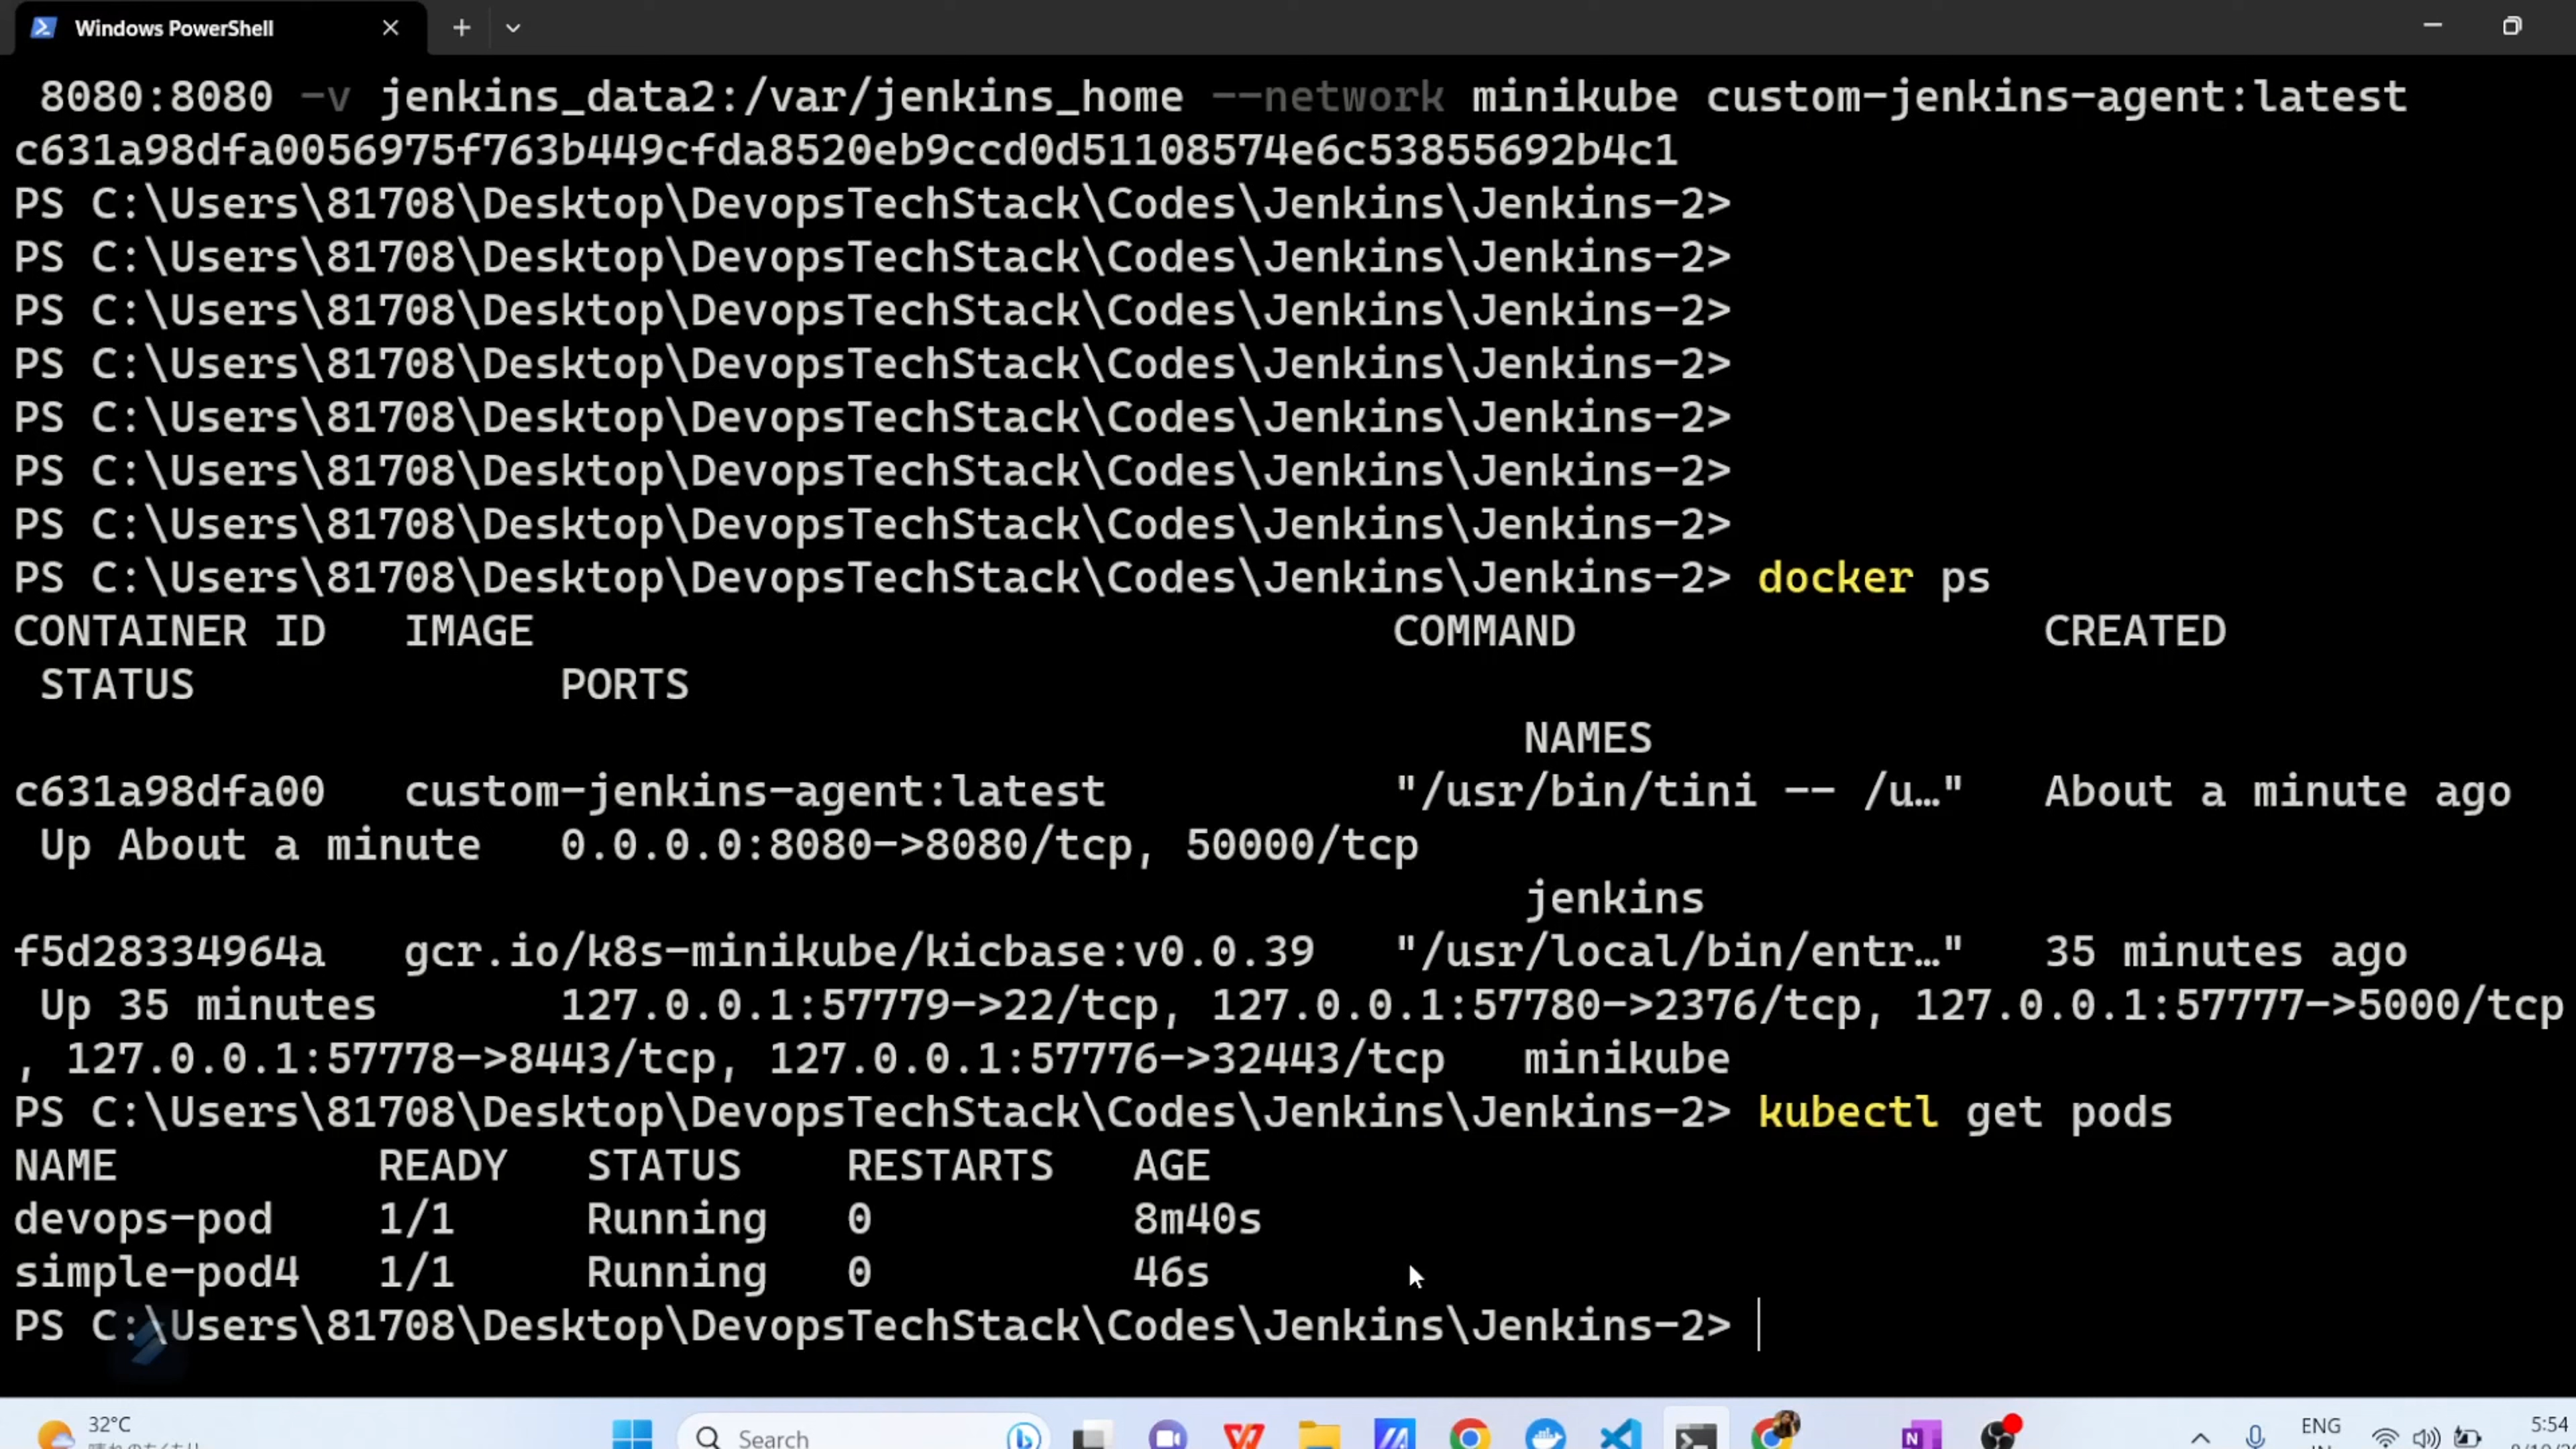 Windows PowerShell
8080:8080 -v jenkins_data2:/var/jenkins_home --network minikube custom-jenkins-agent:latest
c631a98dfa0056975f763b449cfda8520eb9ccd0d51108574e6c53855692b4c1
PS C:\Users\81708\Desktop\DevopsTechStack\Codes\Jenkins\Jenkins-2>
PS C:\Users\81708\Desktop\DevopsTechStack\Codes\Jenkins\Jenkins-2>
PS C:\Users\81708\Desktop\DevopsTechStack\Codes\Jenkins\Jenkins-2>
PS C:\Users\81708\Desktop\DevopsTechStack\Codes\Jenkins\Jenkins-2>
PS C:\Users\81708\Desktop\DevopsTechStack\Codes\Jenkins\Jenkins-2>
PS C:\Users\81708\Desktop\DevopsTechStack\Codes\Jenkins\Jenkins-2>
PS C:\Users\81708\Desktop\DevopsTechStack\Codes\Jenkins\Jenkins-2>
PS C:\Users\81708\Desktop\DevopsTechStack\Codes\Jenkins\Jenkins-2> docker ps
CONTAINER ID IMAGE COMMAND CREATED
STATUS PORTS
NAMES
c631a98dfa00 custom-jenkins-agent:latest "/usr/bin/tini -- /u…" About a minute ago
Up About a minute 0.0.0.0:8080->8080/tcp, 50000/tcp
jenkins
f5d28334964a gcr.io/k8s-minikube/kicbase:v0.0.39 "/usr/local/bin/entr…" 35 minutes ago
Up 35 minutes 127.0.0.1:57779->22/tcp, 127.0.0.1:57780->2376/tcp, 127.0.0.1:57777->5000/tcp
, 127.0.0.1:57778->8443/tcp, 127.0.0.1:57776->32443/tcp minikube
PS C:\Users\81708\Desktop\DevopsTechStack\Codes\Jenkins\Jenkins-2> kubectl get pods
NAME READY STATUS RESTARTS AGE
devops-pod 1/1 Running 0 8m40s
simple-pod4 1/1 Running 0 46s
PS C:\Users\81708\Desktop\DevopsTechStack\Codes\Jenkins\Jenkins-2>
32°C
Search
ENG
5:54